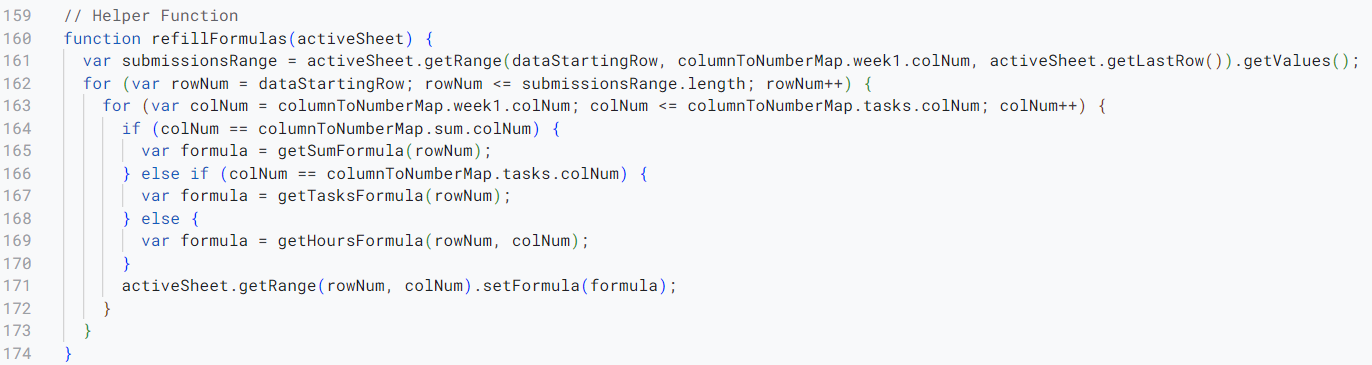 159 // Helper Function
160 function refillFormulas(activeSheet) {
161 var submissionsRange = activeSheet.getRange(dataStartingRow, columnToNumberMap.week1.colNum, activeSheet.getLastRow()).getValues();
162 for (var rowNum = dataStartingRow; rowNum <= submissionsRange.length; rowNum++) {
163 for (var colNum = columnToNumberMap.week1.colNum; colNum <= columnToNumberMap.tasks.colNum; colNum++) {
164 if (colNum == columnToNumberMap.sum.colNum) {
165 var formula = getSumFormula(rowNum);
166 } else if (colNum == columnToNumberMap.tasks.colNum) {
167 var formula = getTasksFormula(rowNum);
168 } else {
169 var formula = getHoursFormula(rowNum, colNum);
170 }
171 activeSheet.getRange(rowNum, colNum).setFormula(formula);
172 }
173 }
174 }